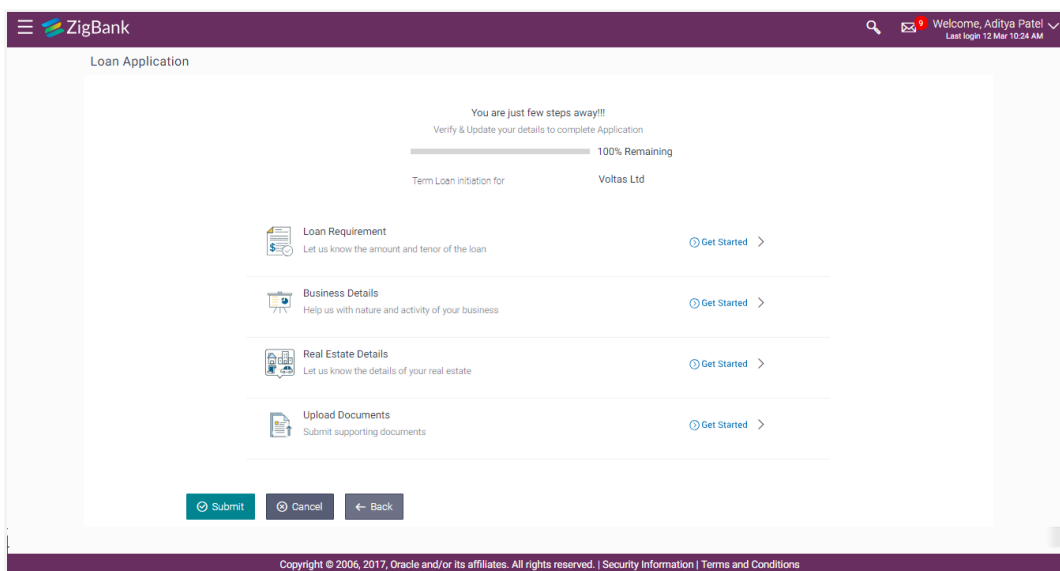 ZigBank
9
Welcome, Aditya Patel
Last login 12 Mar 10:24 AM
Loan Application
You are just few steps away!!!
Verify & Update your details to complete Application
100% Remaining
Term Loan initiation for Voltas Ltd
Loan Requirement
Let us know the amount and tenor of the loan
Get Started
Business Details
Help us with nature and activity of your business
Get Started
Real Estate Details
Let us know the details of your real estate
Get Started
Upload Documents
Submit supporting documents
Get Started
Submit Cancel Back
Copyright © 2006, 2017, Oracle and/or its affiliates. All rights reserved. | Security Information | Terms and Conditions